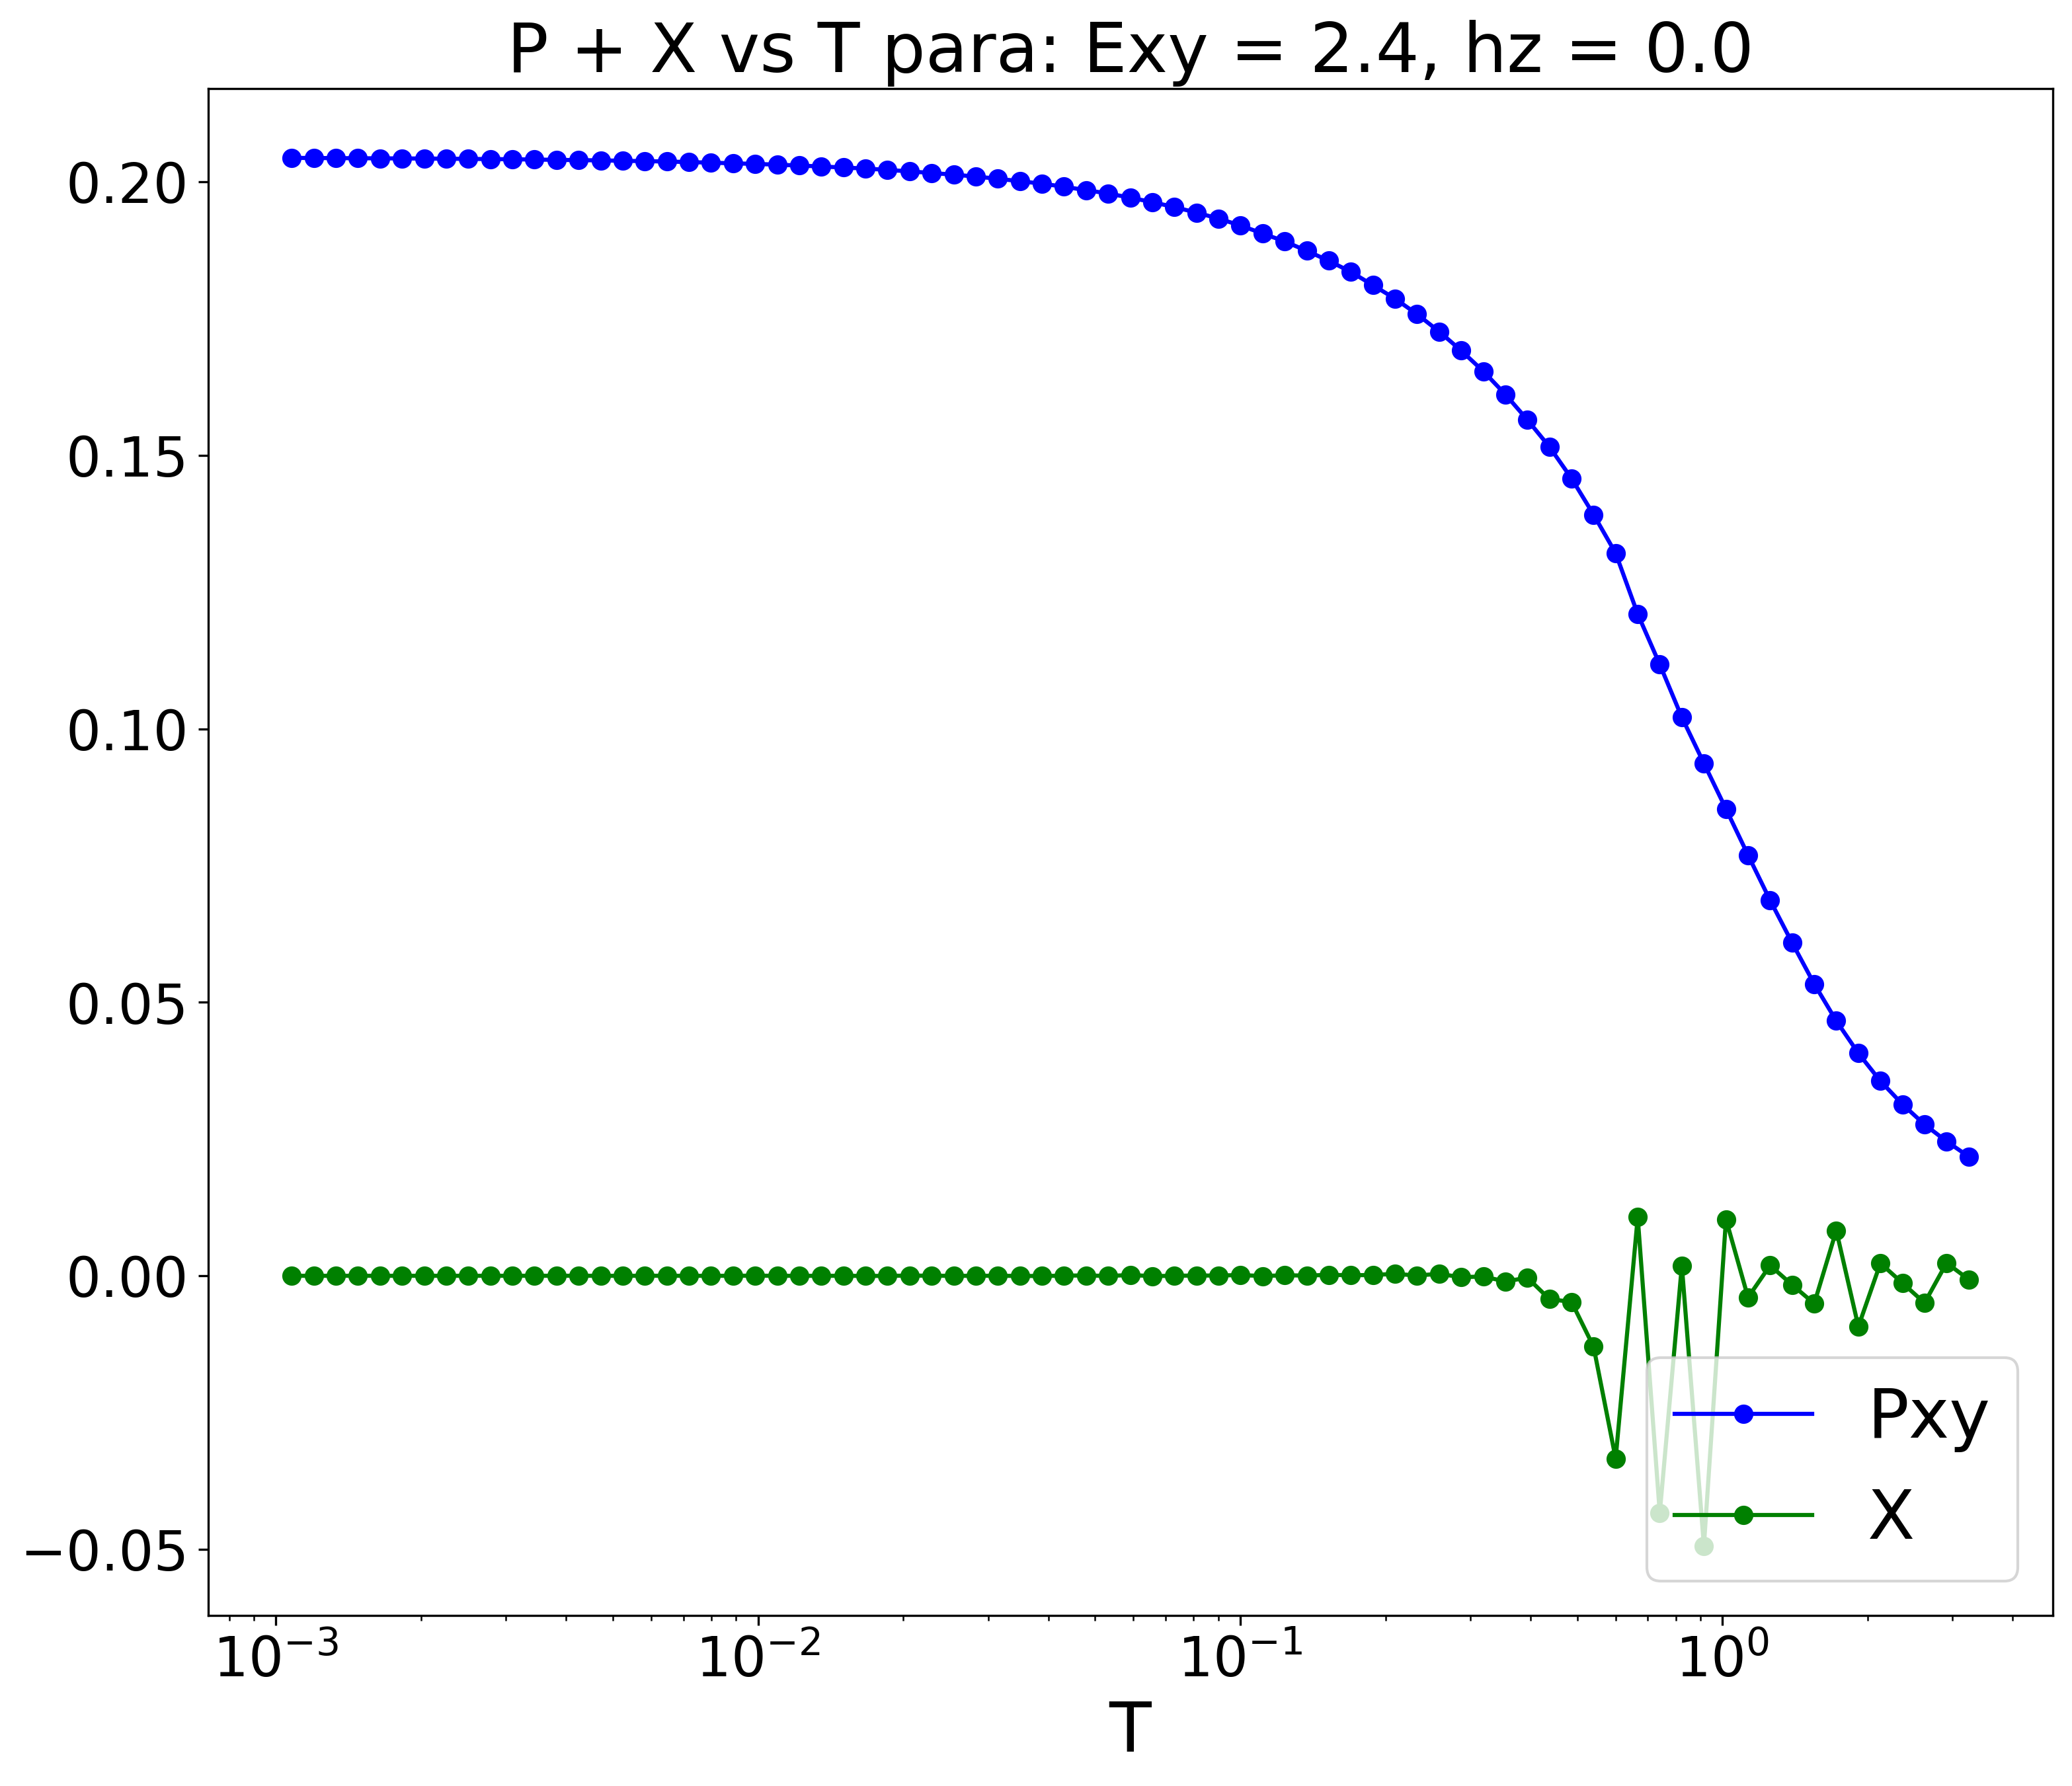 P + X vs T para: Exy = 2.4, hz = 0.0
0.20
0.15
0.10
0.05
0.00
−0.05
Pxy
X
10⁻³ 10⁻² 10⁻¹ 10⁰
T